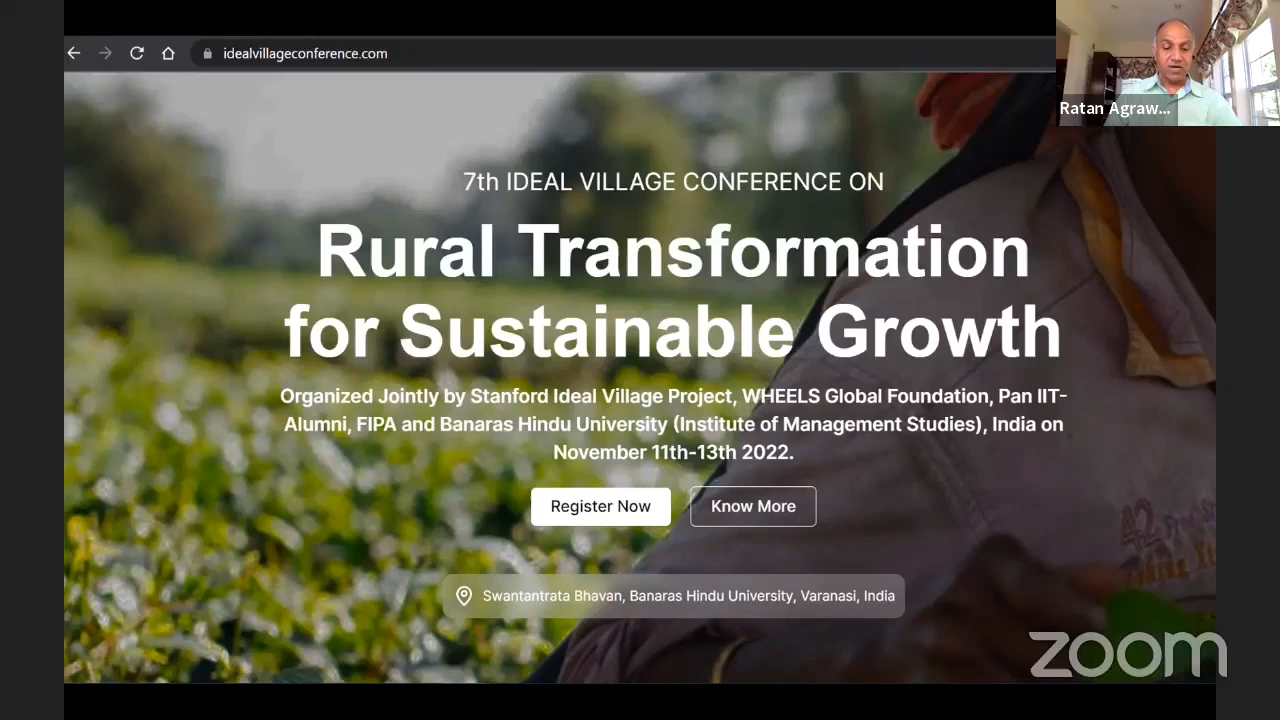 idealvillageconference.com
Ratan Agraw...
7th IDEAL VILLAGE CONFERENCE ON
Rural Transformation
for Sustainable Growth
Organized Jointly by Stanford Ideal Village Project, WHEELS Global Foundation, Pan IIT-
Alumni, FIPA and Banaras Hindu University (Institute of Management Studies), India on
November 11th-13th 2022.
Register Now
Know More
42
Swantantrata Bhavan, Banaras Hindu University, Varanasi, India
zoom